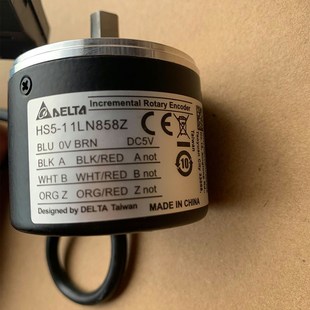 DELTA Incremental Rotary Encoder
HS5-11LN858Z
BLU 0V BRN DC5V
BLK A BLK/RED A not
WHT B WHT/RED B not
ORG Z ORG/RED Z not
Designed by DELTA Taiwan
MADE IN CHINA
CE
10